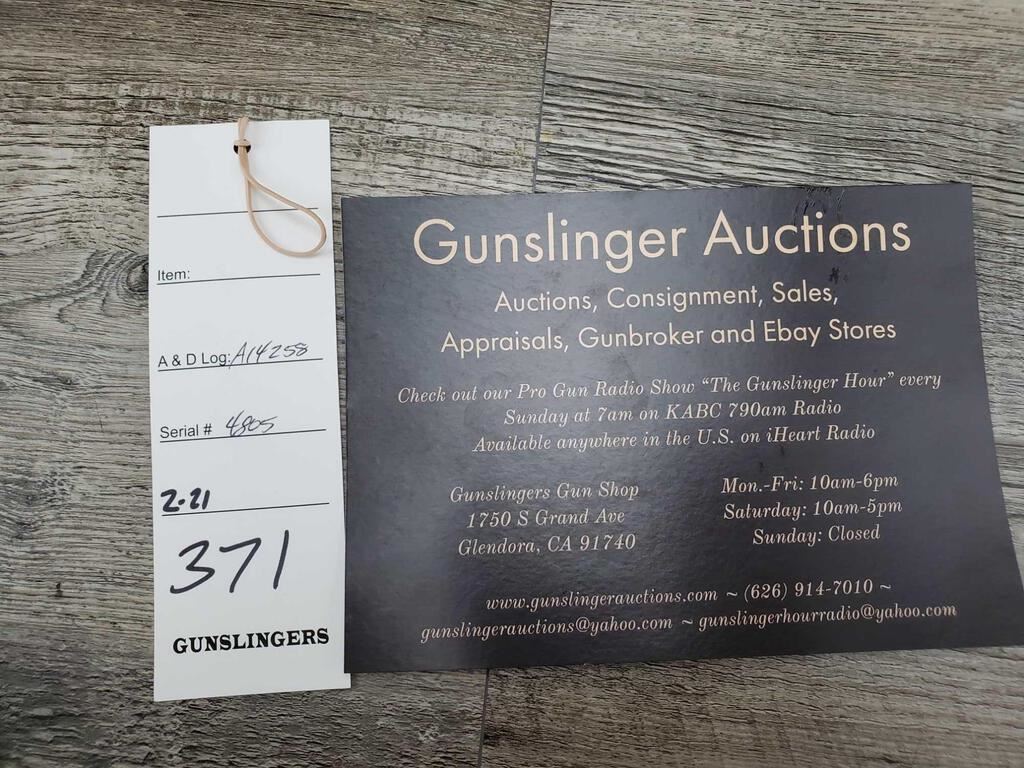 Item:
A & D Log: A14258
Serial # 4805
2-21
371
GUNSLINGERS
Gunslinger Auctions
Auctions, Consignment, Sales,
Appraisals, Gunbroker and Ebay Stores
Check out our Pro Gun Radio Show “The Gunslinger Hour” every
Sunday at 7am on KABC 790am Radio
Available anywhere in the U.S. on iHeart Radio
Gunslingers Gun Shop
1750 S Grand Ave
Glendora, CA 91740
Mon.-Fri: 10am-6pm
Saturday: 10am-5pm
Sunday: Closed
www.gunslingerauctions.com ~ (626) 914-7010 ~
gunslingerauctions@yahoo.com ~ gunslingerhourradio@yahoo.com